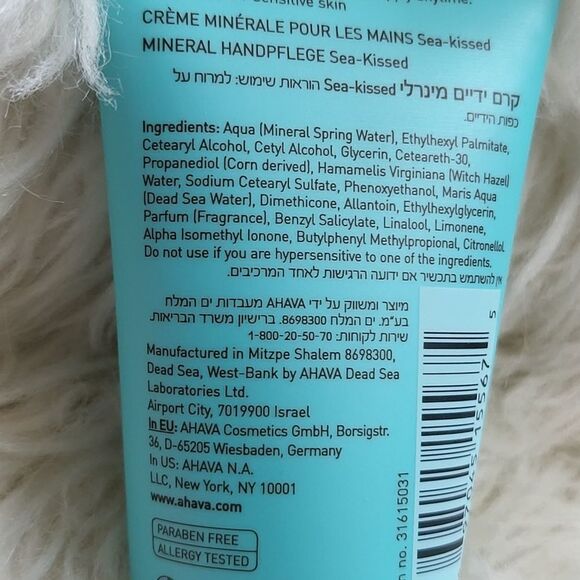 Sensitive skin
CRÈME MINÉRALE POUR LES MAINS Sea-kissed
MINERAL HANDPFLEGE Sea-Kissed
קרם ידיים מינרלי Sea-kissed הוראות שימוש: למרוח על
כפות הידיים.
Ingredients: Aqua (Mineral Spring Water), Ethylhexyl Palmitate,
Cetearyl Alcohol, Cetyl Alcohol, Glycerin, Ceteareth-30,
Propanediol (Corn derived), Hamamelis Virginiana (Witch Hazel)
Water, Sodium Cetearyl Sulfate, Phenoxyethanol, Maris Aqua
(Dead Sea Water), Dimethicone, Allantoin, Ethylhexylglycerin,
Parfum (Fragrance), Benzyl Salicylate, Linalool, Limonene,
Alpha Isomethyl Ionone, Butylphenyl Methylpropional, Citronellol.
Do not use if you are hypersensitive to one of the ingredients.
אין להשתמש בתכשיר אם ידועה הרגישות לאחד המרכיבים.
מיוצר ומשווק על ידי AHAVA מעבדות ים המלח
בע"מ. ים המלח 8698300. ברישיון משרד הבריאות.
שירות לקוחות: 1-800-20-50-70
Manufactured in Mitzpe Shalem 8698300,
Dead Sea, West-Bank by AHAVA Dead Sea
Laboratories Ltd.
Airport City, 7019900 Israel
In EU: AHAVA Cosmetics GmbH, Borsigstr.
36, D-65205 Wiesbaden, Germany
In US: AHAVA N.A.
LLC, New York, NY 10001
www.ahava.com
PARABEN FREE
ALLERGY TESTED
no. 31615031